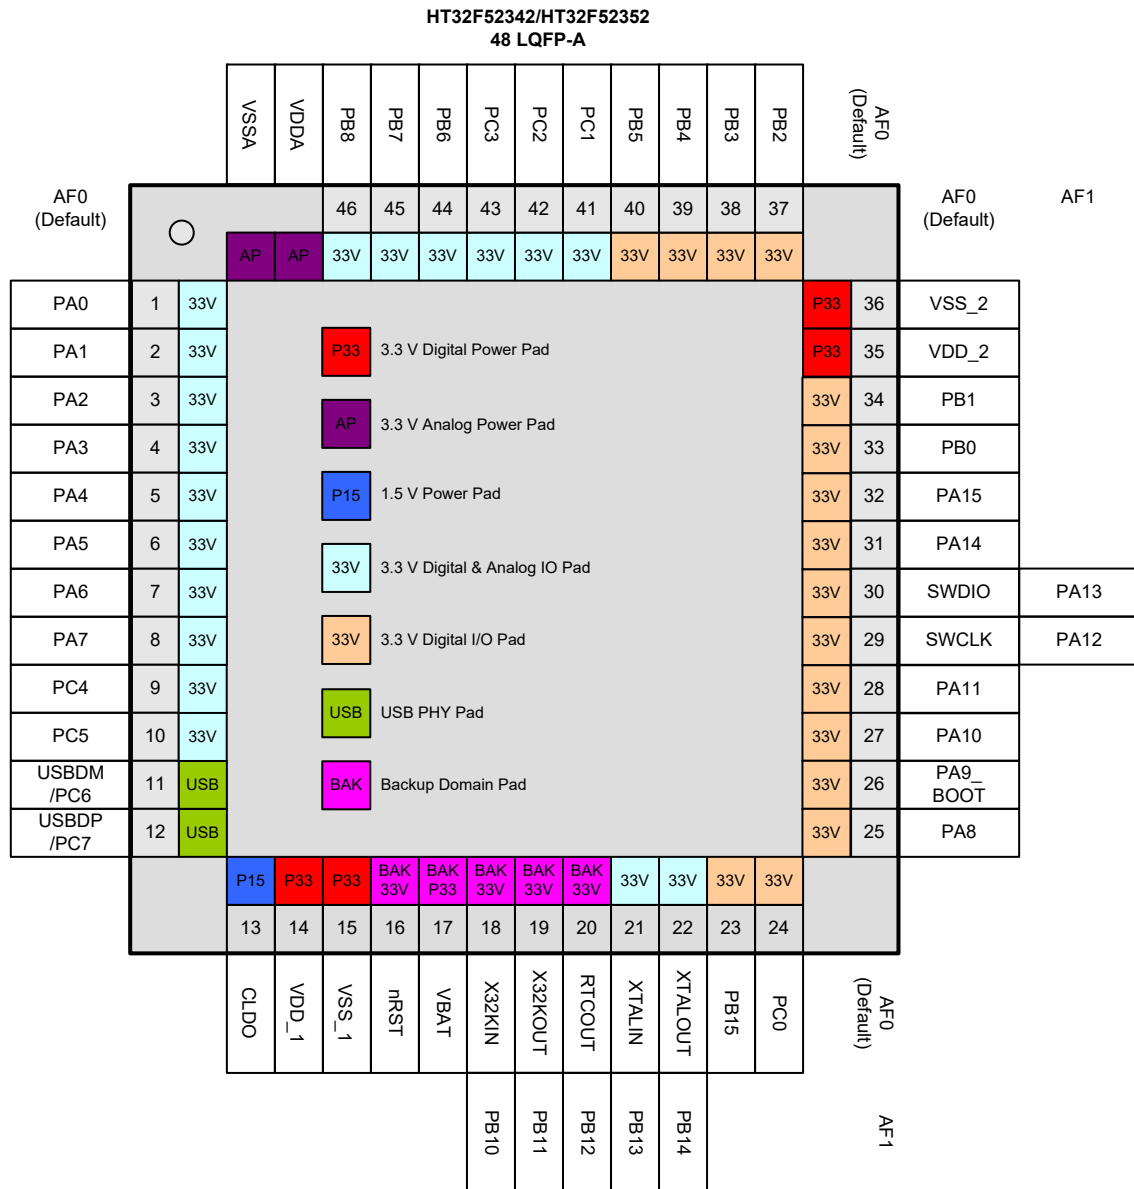 HT32F52342/HT32F52352
48 LQFP-A
VSSA VDDA PB8 PB7 PB6 PC3 PC2 PC1 PB5 PB4 PB3 PB2 AF0
(Default)
AF0
(Default)
46 45 44 43 42 41 40 39 38 37
AF0
(Default)
AF1
AP AP 33V 33V 33V 33V 33V 33V 33V 33V 33V 33V
PA0 1 33V P33 36 VSS_2
PA1 2 33V P33 3.3 V Digital Power Pad P33 35 VDD_2
PA2 3 33V 33V 34 PB1
AP 3.3 V Analog Power Pad
PA3 4 33V 33V 33 PB0
PA4 5 33V P15 1.5 V Power Pad 33V 32 PA15
PA5 6 33V 33V 31 PA14
33V 3.3 V Digital & Analog IO Pad
PA6 7 33V 33V 30 SWDIO PA13
PA7 8 33V 33V 3.3 V Digital I/O Pad 33V 29 SWCLK PA12
PC4 9 33V 33V 28 PA11
USB USB PHY Pad
PC5 10 33V 33V 27 PA10
USBDM
/PC6 11 USB BAK Backup Domain Pad 33V 26 PA9_
BOOT
USBDP
/PC7 12 USB 33V 25 PA8
P15 P33 P33 BAK
33V BAK
P33 BAK
33V BAK
33V BAK
33V 33V 33V 33V 33V
13 14 15 16 17 18 19 20 21 22 23 24
CLDO VDD_1 VSS_1 nRST VBAT X32KIN X32KOUT RTCOUT XTALIN XTALOUT PB15 PC0 AF0
(Default)
PB10 PB11 PB12 PB13 PB14 AF1